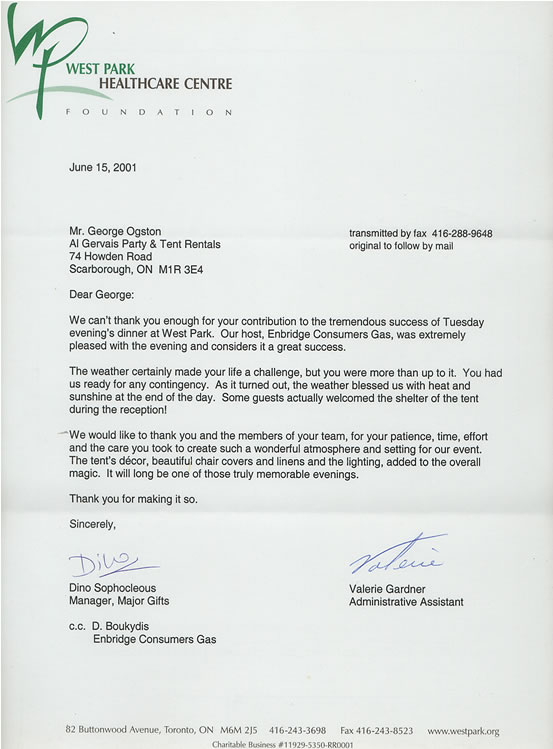 WP
WEST PARK
HEALTHCARE CENTRE
FOUNDATION
June 15, 2001
Mr. George Ogston
Al Gervais Party & Tent Rentals
74 Howden Road
Scarborough, ON M1R 3E4
transmitted by fax 416-288-9648
original to follow by mail
Dear George:
We can't thank you enough for your contribution to the tremendous success of Tuesday
evening's dinner at West Park. Our host, Enbridge Consumers Gas, was extremely
pleased with the evening and considers it a great success.
The weather certainly made your life a challenge, but you were more than up to it. You had
us ready for any contingency. As it turned out, the weather blessed us with heat and
sunshine at the end of the day. Some guests actually welcomed the shelter of the tent
during the reception!
We would like to thank you and the members of your team, for your patience, time, effort
and the care you took to create such a wonderful atmosphere and setting for our event.
The tent's décor, beautiful chair covers and linens and the lighting, added to the overall
magic. It will long be one of those truly memorable evenings.
Thank you for making it so.
Sincerely,
Dino
Dino Sophocleous
Manager, Major Gifts
Valerie
Valerie Gardner
Administrative Assistant
c.c. D. Boukydis
Enbridge Consumers Gas
82 Buttonwood Avenue, Toronto, ON M6M 2J5 416-243-3698 Fax 416-243-8523 www.westpark.org
Charitable Business #11929-5350-RR0001